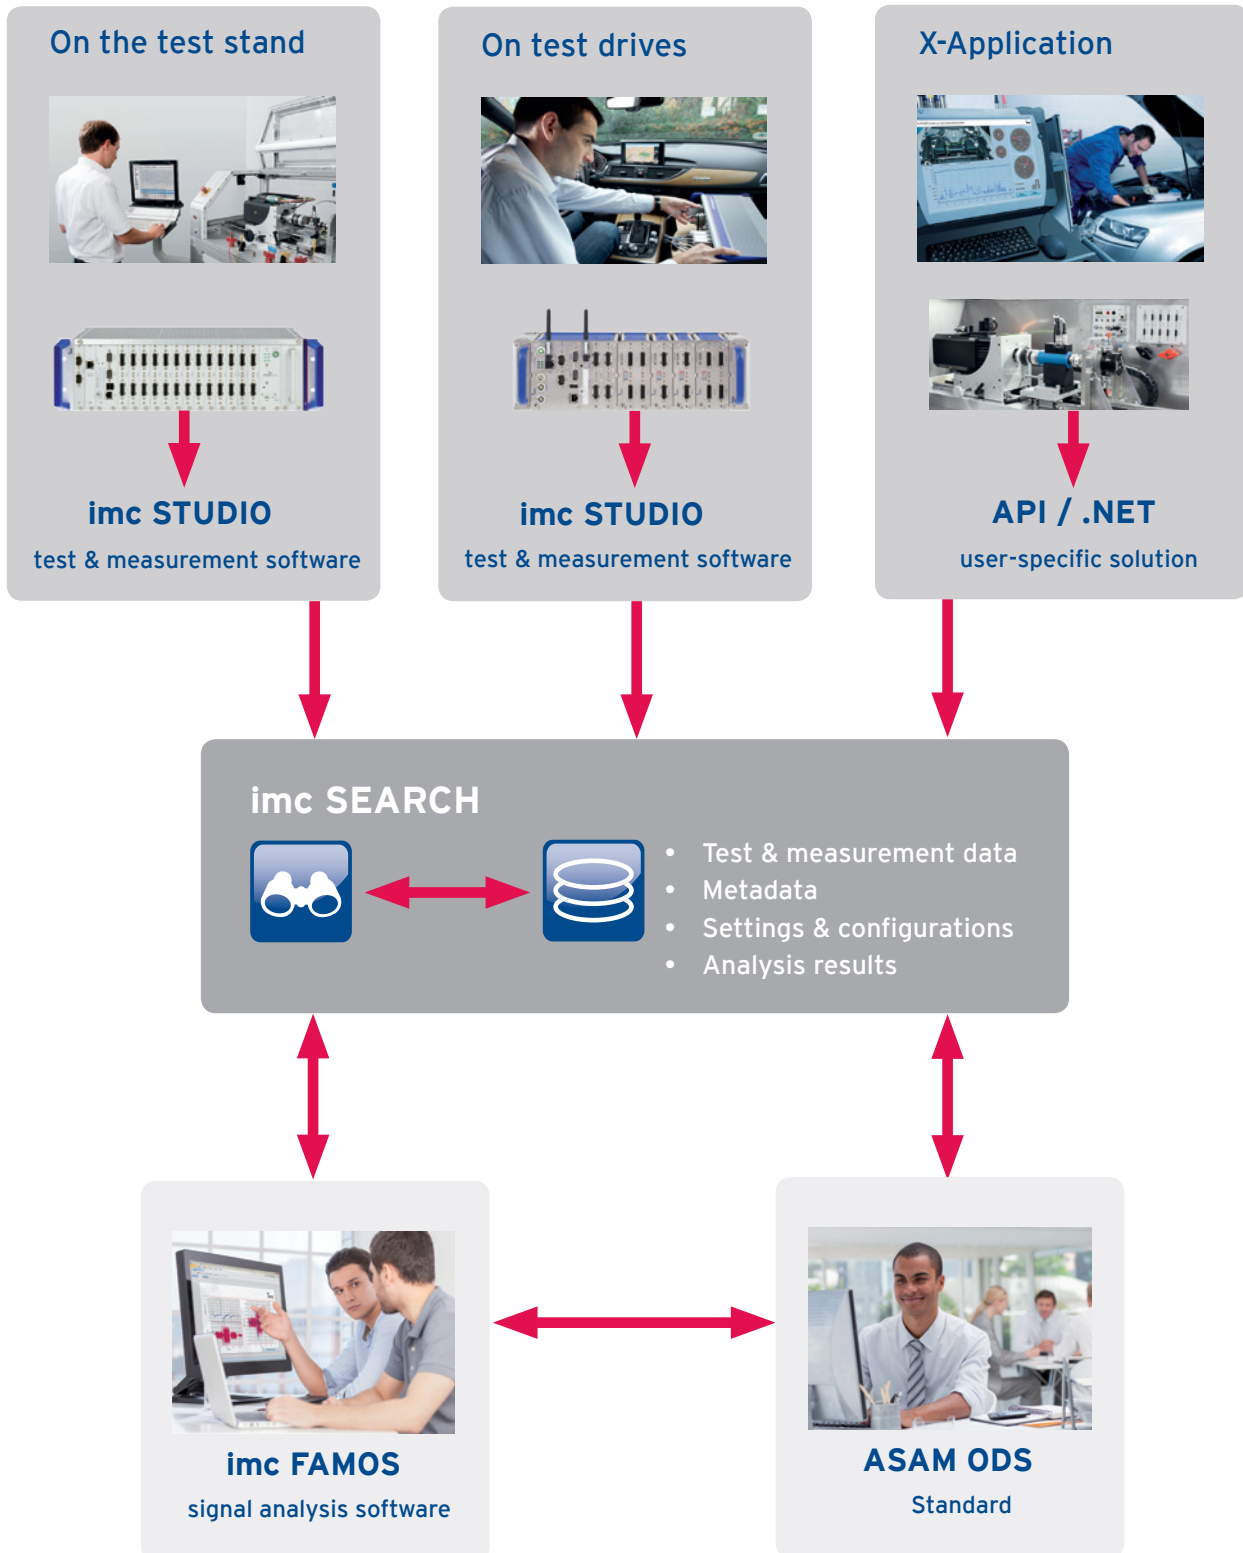 On the test stand
On test drives
X-Application
imc STUDIO
test & measurement software
imc STUDIO
test & measurement software
API / .NET
user-specific solution
imc SEARCH
• Test & measurement data
• Metadata
• Settings & configurations
• Analysis results
imc FAMOS
signal analysis software
ASAM ODS
Standard